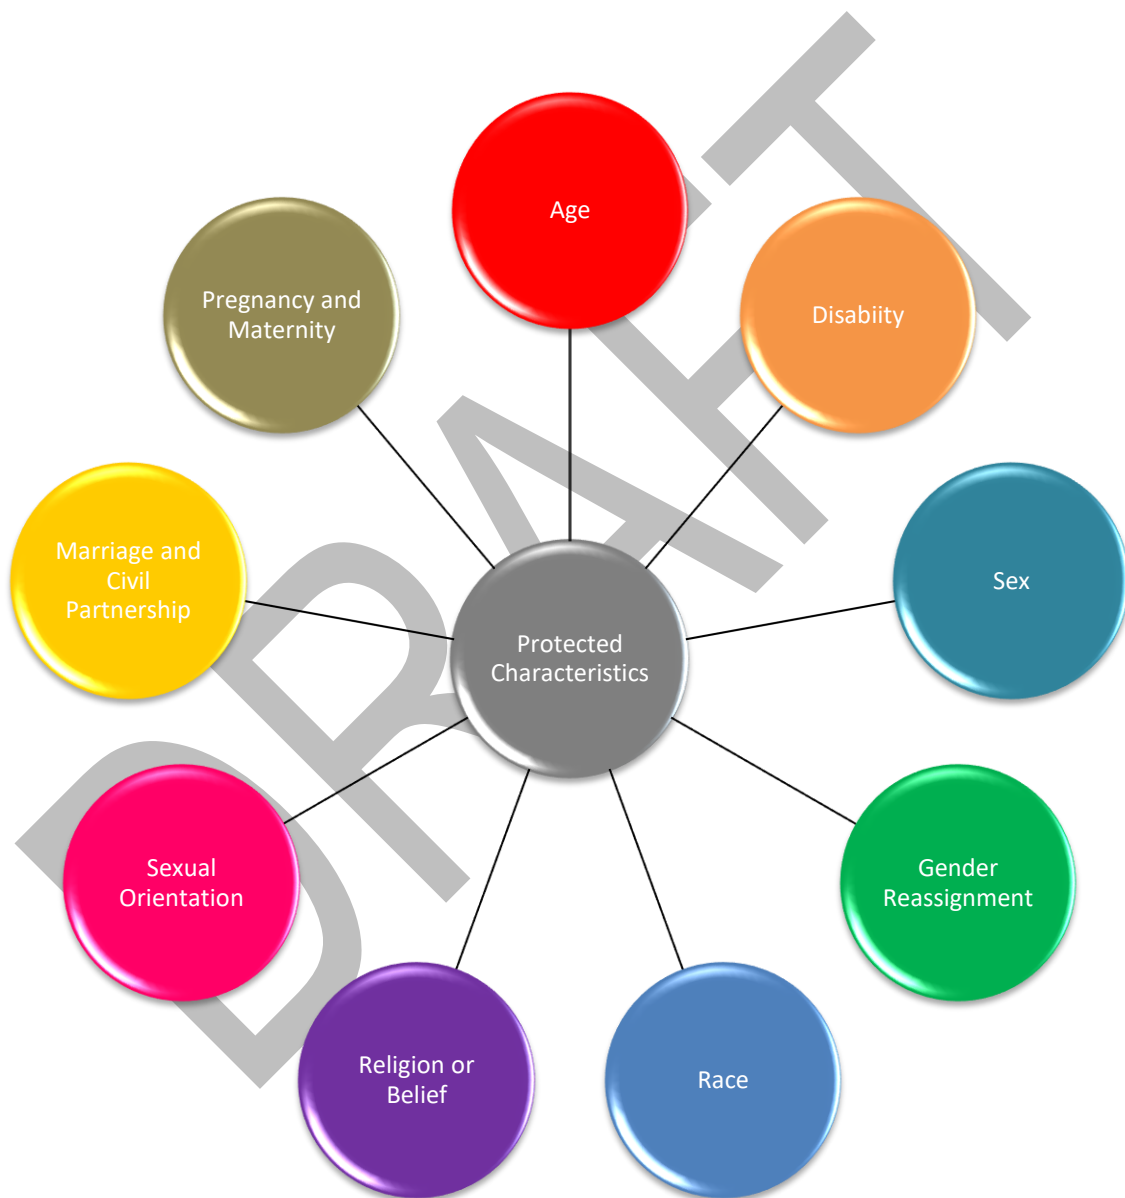 Age
Disabiity
Sex
Gender
Reassignment
Race
Religion or
Belief
Sexual
Orientation
Marriage and
Civil
Partnership
Pregnancy and
Maternity
Protected
Characteristics
DRAFT